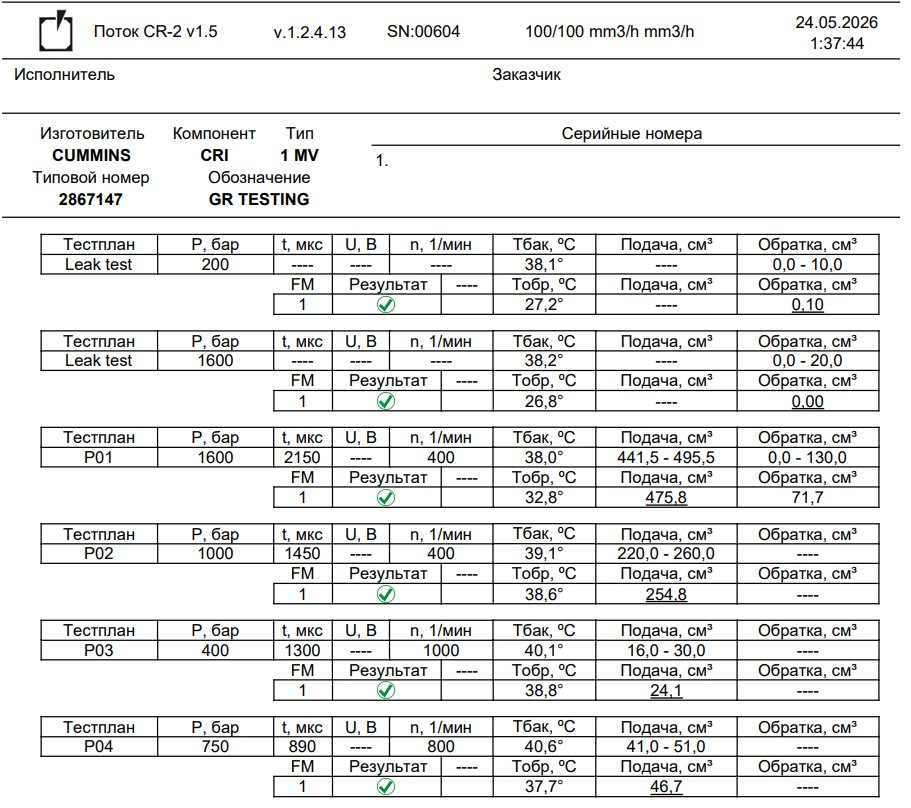 Поток CR-2 v1.5 v.1.2.4.13 SN:00604 100/100 mm3/h mm3/h 24.05.2026
1:37:44
Исполнитель Заказчик
Изготовитель Компонент Тип Серийные номера
CUMMINS CRI 1 MV 1.
Типовой номер Обозначение
2867147 GR TESTING
Тестплан P, бар t, мкс U, В n, 1/мин Тбак, ºС Подача, см³ Обратка, см³
Leak test 200 ---- ---- ---- 38,1° ---- 0,0 - 10,0
FM Результат ---- Тобр, ºС Подача, см³ Обратка, см³
1 27,2° ---- 0,10
Тестплан P, бар t, мкс U, В n, 1/мин Тбак, ºС Подача, см³ Обратка, см³
Leak test 1600 ---- ---- ---- 38,2° ---- 0,0 - 20,0
FM Результат ---- Тобр, ºС Подача, см³ Обратка, см³
1 26,8° ---- 0,00
Тестплан P, бар t, мкс U, В n, 1/мин Тбак, ºС Подача, см³ Обратка, см³
P01 1600 2150 ---- 400 38,0° 441,5 - 495,5 0,0 - 130,0
FM Результат ---- Тобр, ºС Подача, см³ Обратка, см³
1 32,8° 475,8 71,7
Тестплан P, бар t, мкс U, В n, 1/мин Тбак, ºС Подача, см³ Обратка, см³
P02 1000 1450 ---- 400 39,1° 220,0 - 260,0 ----
FM Результат ---- Тобр, ºС Подача, см³ Обратка, см³
1 38,6° 254,8 ----
Тестплан P, бар t, мкс U, В n, 1/мин Тбак, ºС Подача, см³ Обратка, см³
P03 400 1300 ---- 1000 40,1° 16,0 - 30,0 ----
FM Результат ---- Тобр, ºС Подача, см³ Обратка, см³
1 38,8° 24,1 ----
Тестплан P, бар t, мкс U, В n, 1/мин Тбак, ºС Подача, см³ Обратка, см³
P04 750 890 ---- 800 40,6° 41,0 - 51,0 ----
FM Результат ---- Тобр, ºС Подача, см³ Обратка, см³
1 37,7° 46,7 ----